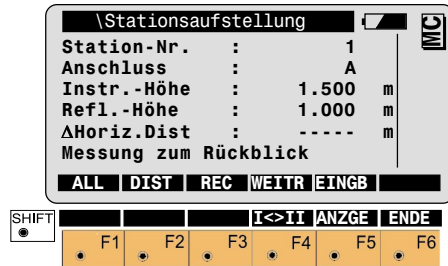 \Stationsaufstellung
MC
Station-Nr. : 1
Anschluss : A
Instr.-Höhe : 1.500 m
Refl.-Höhe : 1.000 m
ΔHoriz.Dist : ----- m
Messung zum Rückblick
ALL DIST REC WEITR EINGB
SHIFT I<>II ANZGE ENDE
F1 F2 F3 F4 F5 F6